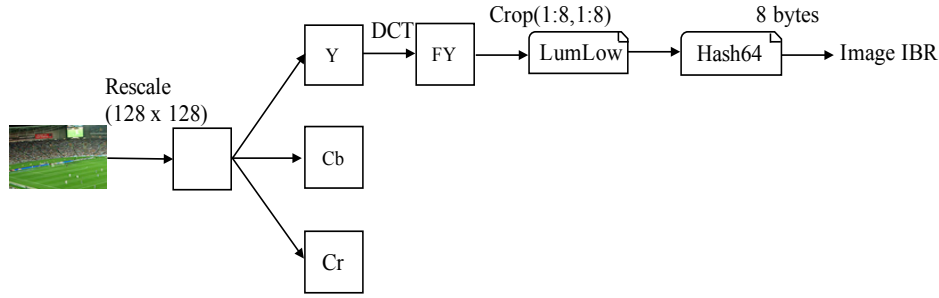 Crop(1:8,1:8)
8 bytes
DCT
Y
FY
LumLow
Hash64
Image IBR
Rescale
(128 x 128)
Cb
Cr